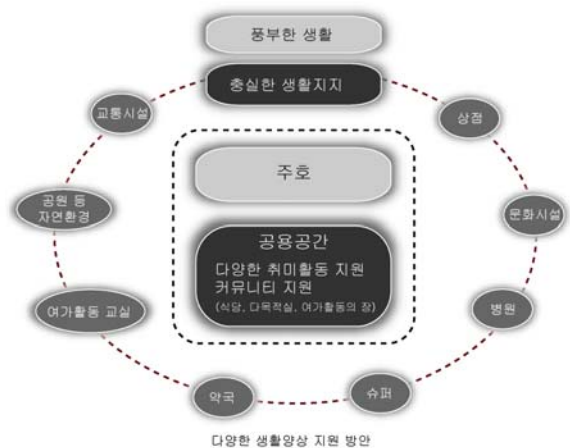 풍부한 생활
충실한 생활지지
교통시설
상점
주호
공원 등
자연환경
문화시설
공용공간
다양한 취미활동 지원
커뮤니티 지원
(식당, 다목적실, 여가활동의 장)
여가활동 교실
병원
약국
슈퍼
다양한 생활양상 지원 방안